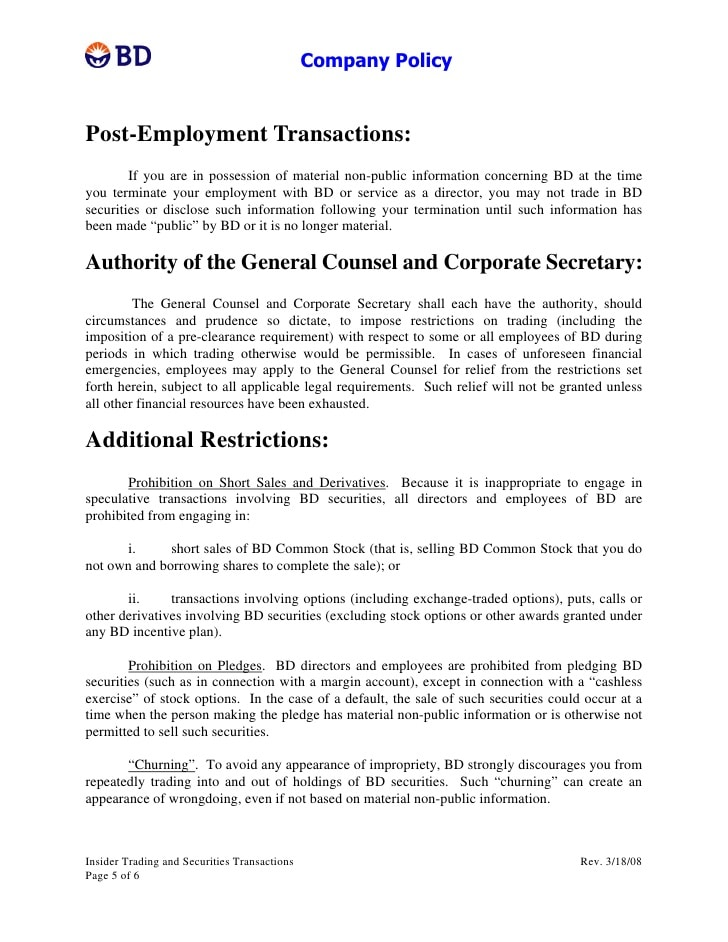 BD
Company Policy
Post-Employment Transactions:
If you are in possession of material non-public information concerning BD at the time
you terminate your employment with BD or service as a director, you may not trade in BD
securities or disclose such information following your termination until such information has
been made “public” by BD or it is no longer material.
Authority of the General Counsel and Corporate Secretary:
The General Counsel and Corporate Secretary shall each have the authority, should
circumstances and prudence so dictate, to impose restrictions on trading (including the
imposition of a pre-clearance requirement) with respect to some or all employees of BD during
periods in which trading otherwise would be permissible. In cases of unforeseen financial
emergencies, employees may apply to the General Counsel for relief from the restrictions set
forth herein, subject to all applicable legal requirements. Such relief will not be granted unless
all other financial resources have been exhausted.
Additional Restrictions:
Prohibition on Short Sales and Derivatives. Because it is inappropriate to engage in
speculative transactions involving BD securities, all directors and employees of BD are
prohibited from engaging in:
i. short sales of BD Common Stock (that is, selling BD Common Stock that you do
not own and borrowing shares to complete the sale); or
ii. transactions involving options (including exchange-traded options), puts, calls or
other derivatives involving BD securities (excluding stock options or other awards granted under
any BD incentive plan).
Prohibition on Pledges. BD directors and employees are prohibited from pledging BD
securities (such as in connection with a margin account), except in connection with a “cashless
exercise” of stock options. In the case of a default, the sale of such securities could occur at a
time when the person making the pledge has material non-public information or is otherwise not
permitted to sell such securities.
“Churning”. To avoid any appearance of impropriety, BD strongly discourages you from
repeatedly trading into and out of holdings of BD securities. Such “churning” can create an
appearance of wrongdoing, even if not based on material non-public information.
Insider Trading and Securities Transactions Rev. 3/18/08
Page 5 of 6